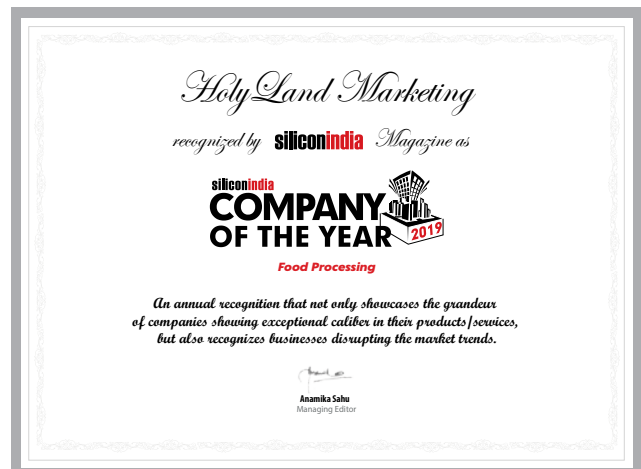 HolyLand Marketing
recognized by siliconindia Magazine as
siliconindia
COMPANY
OF THE YEAR 2019
Food Processing
An annual recognition that not only showcases the grandeur
of companies showing exceptional caliber in their products/services,
but also recognizes businesses disrupting the market trends.
Anamika Sahu
Managing Editor